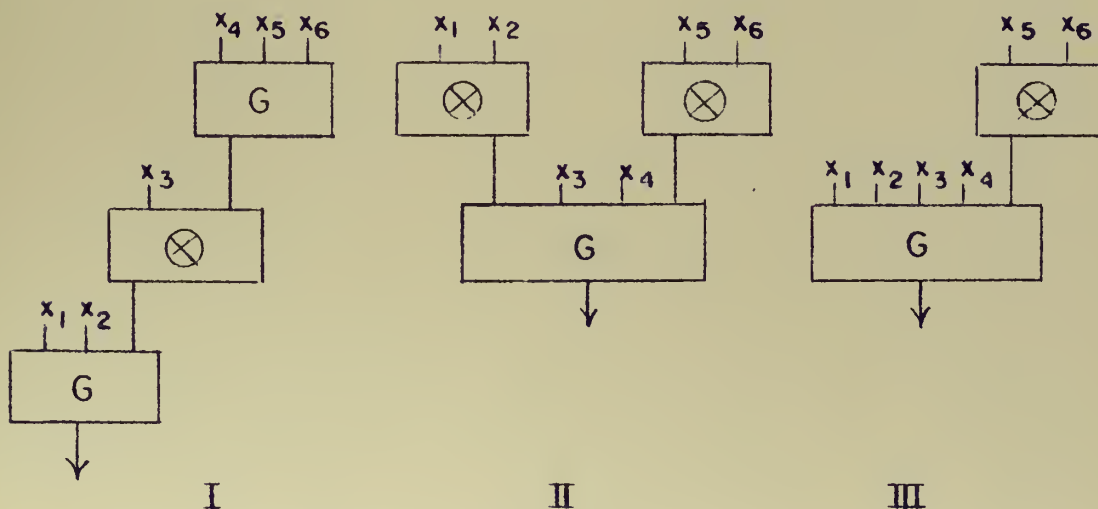 x4 x5 x6
G
x3
⊗
x1 x2
G
I
x1 x2
⊗
x5 x6
⊗
x3 x4
G
II
x5 x6
⊗
x1 x2 x3 x4
G
III